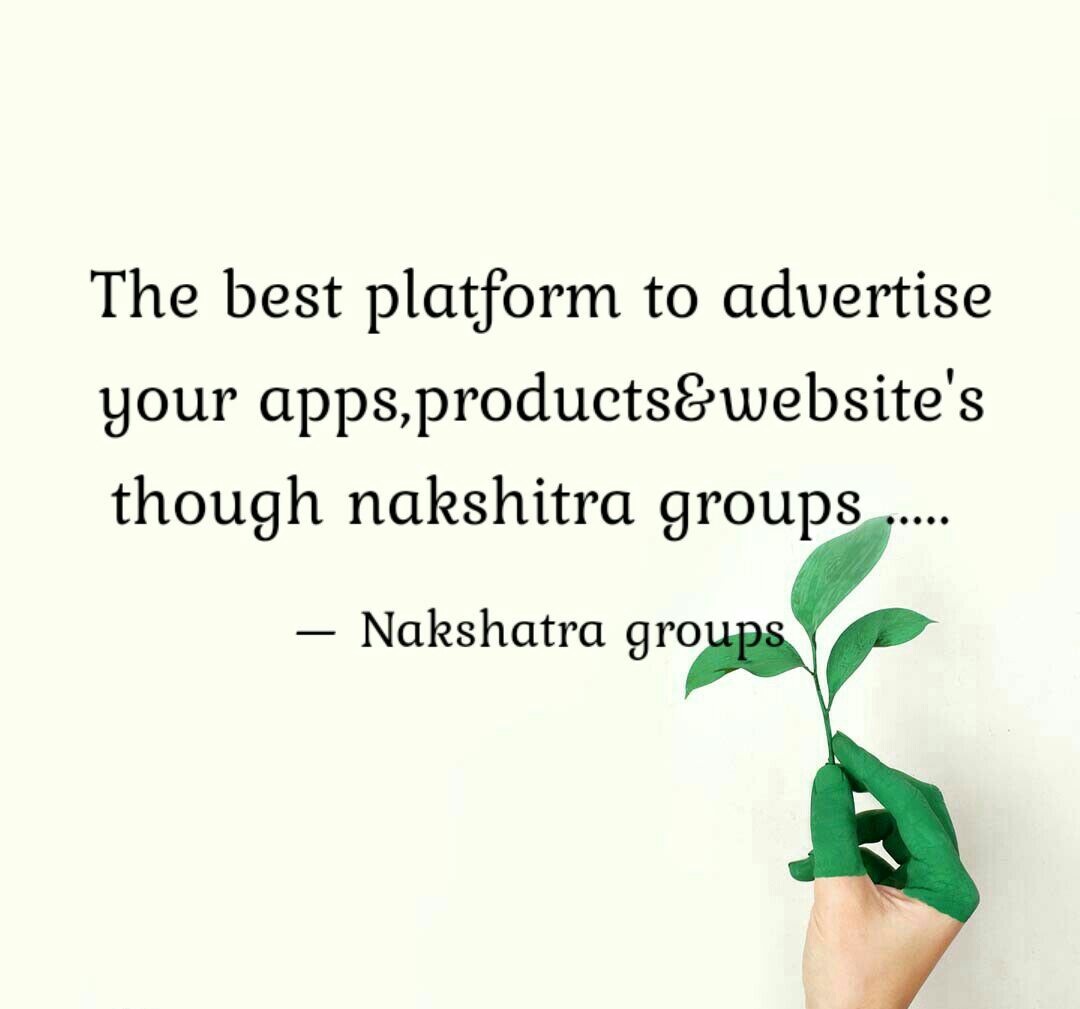 The best platform to advertise
your apps,products&website's
though nakshitra groups .....
— Nakshatra groups